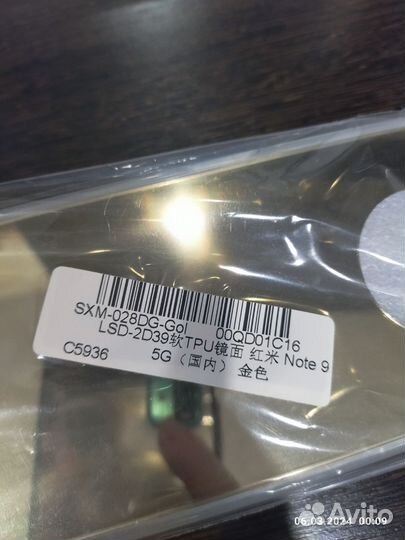 SXM-028DG-Gol 00QD01C16
LSD-2D39软TPU镜面 红米 Note 9
C5936 5G（国内） 金色
Avito
06.03.2024 00:09